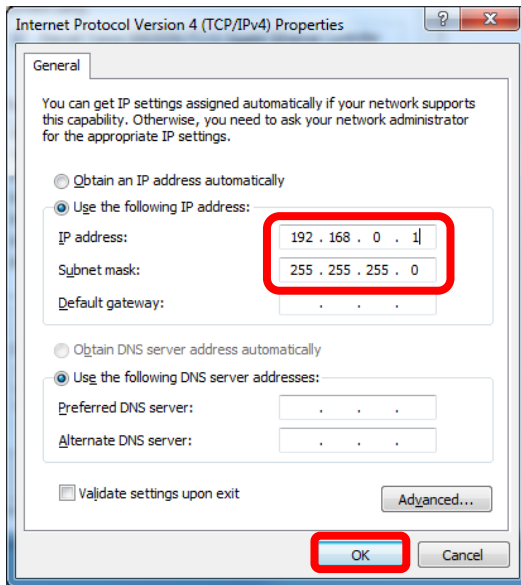 Internet Protocol Version 4 (TCP/IPv4) Properties
General
You can get IP settings assigned automatically if your network supports
this capability. Otherwise, you need to ask your network administrator
for the appropriate IP settings.
Obtain an IP address automatically
Use the following IP address:
IP address: 192 . 168 . 0 . 1
Subnet mask: 255 . 255 . 255 . 0
Default gateway: . . .
Obtain DNS server address automatically
Use the following DNS server addresses:
Preferred DNS server: . . .
Alternate DNS server: . . .
Validate settings upon exit
Advanced...
OK Cancel